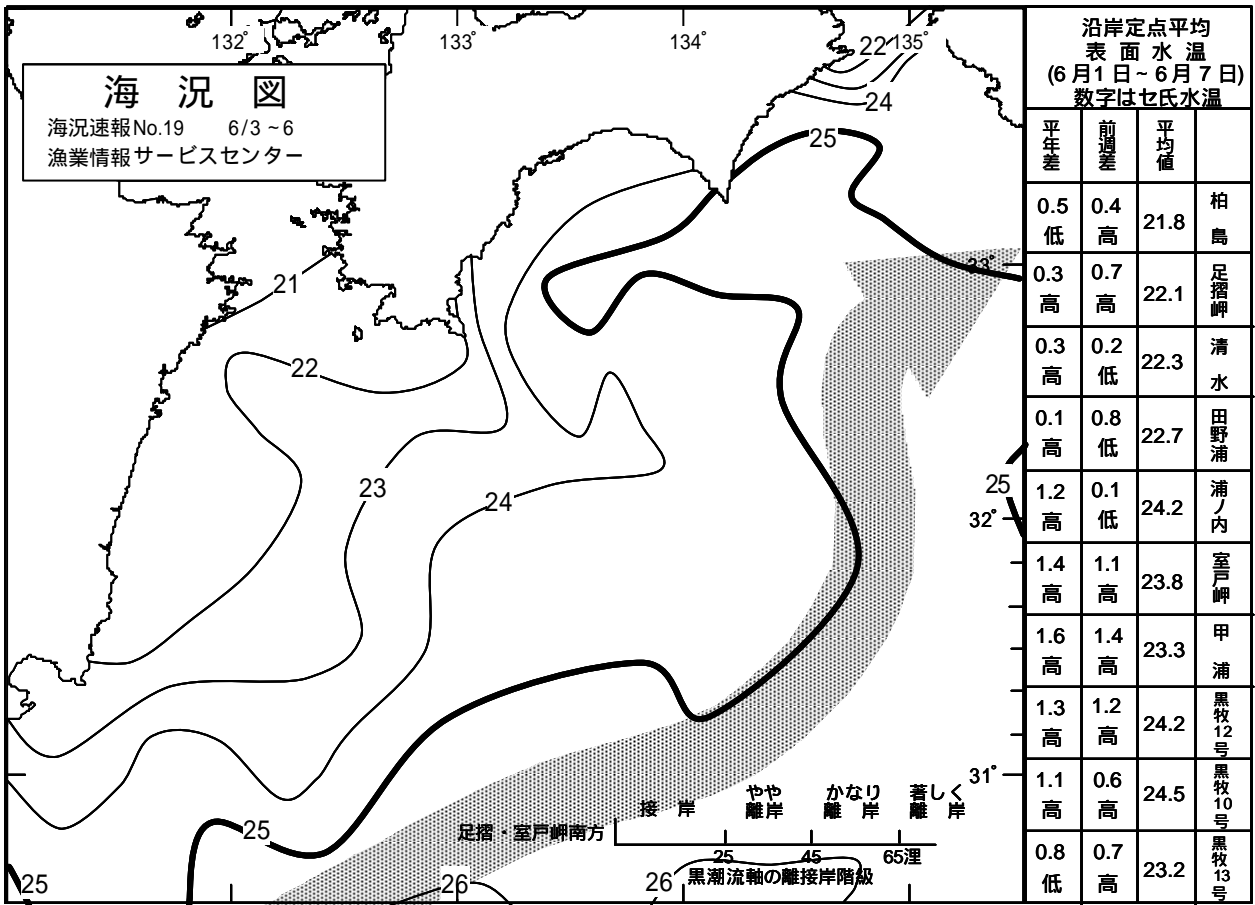 132°
133°
134°
135°
海 況 図
海況速報No.19 6/3 ~6
漁業情報サービスセンター
22
24
25
21
22
23
24
25
33°
32°
31°
25
25
26
26
接 岸
やや
離岸
かなり
離 岸
著しく
離 岸
足摺・室戸岬南方
25 45 65浬
黒潮流軸の離接岸階級
沿岸定点平均
表 面 水 温
(6月1日~6月7日)
数字はセ氏水温
平年差 前週差 平均値
0.5低 0.4高 21.8 柏島
0.3高 0.7高 22.1 足摺岬
0.3高 0.2低 22.3 清水
0.1高 0.8低 22.7 田野浦
1.2高 0.1低 24.2 浦ノ内
1.4高 1.1高 23.8 室戸岬
1.6高 1.4高 23.3 甲浦
1.3高 1.2高 24.2 黒牧12号
1.1高 0.6高 24.5 黒牧10号
0.8低 0.7高 23.2 黒牧13号